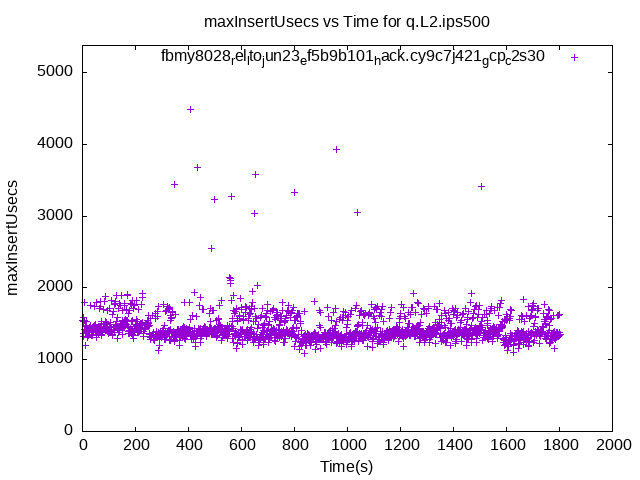 maxInsertUsecs vs Time for q.L2.ips500
fbmy8028relltojun23ef5b9b101hack.cy9c7j421gcpc2s30
5000
4000
3000
2000
1000
0
maxInsertUsecs
0 200 400 600 800 1000 1200 1400 1600 1800 2000
Time(s)